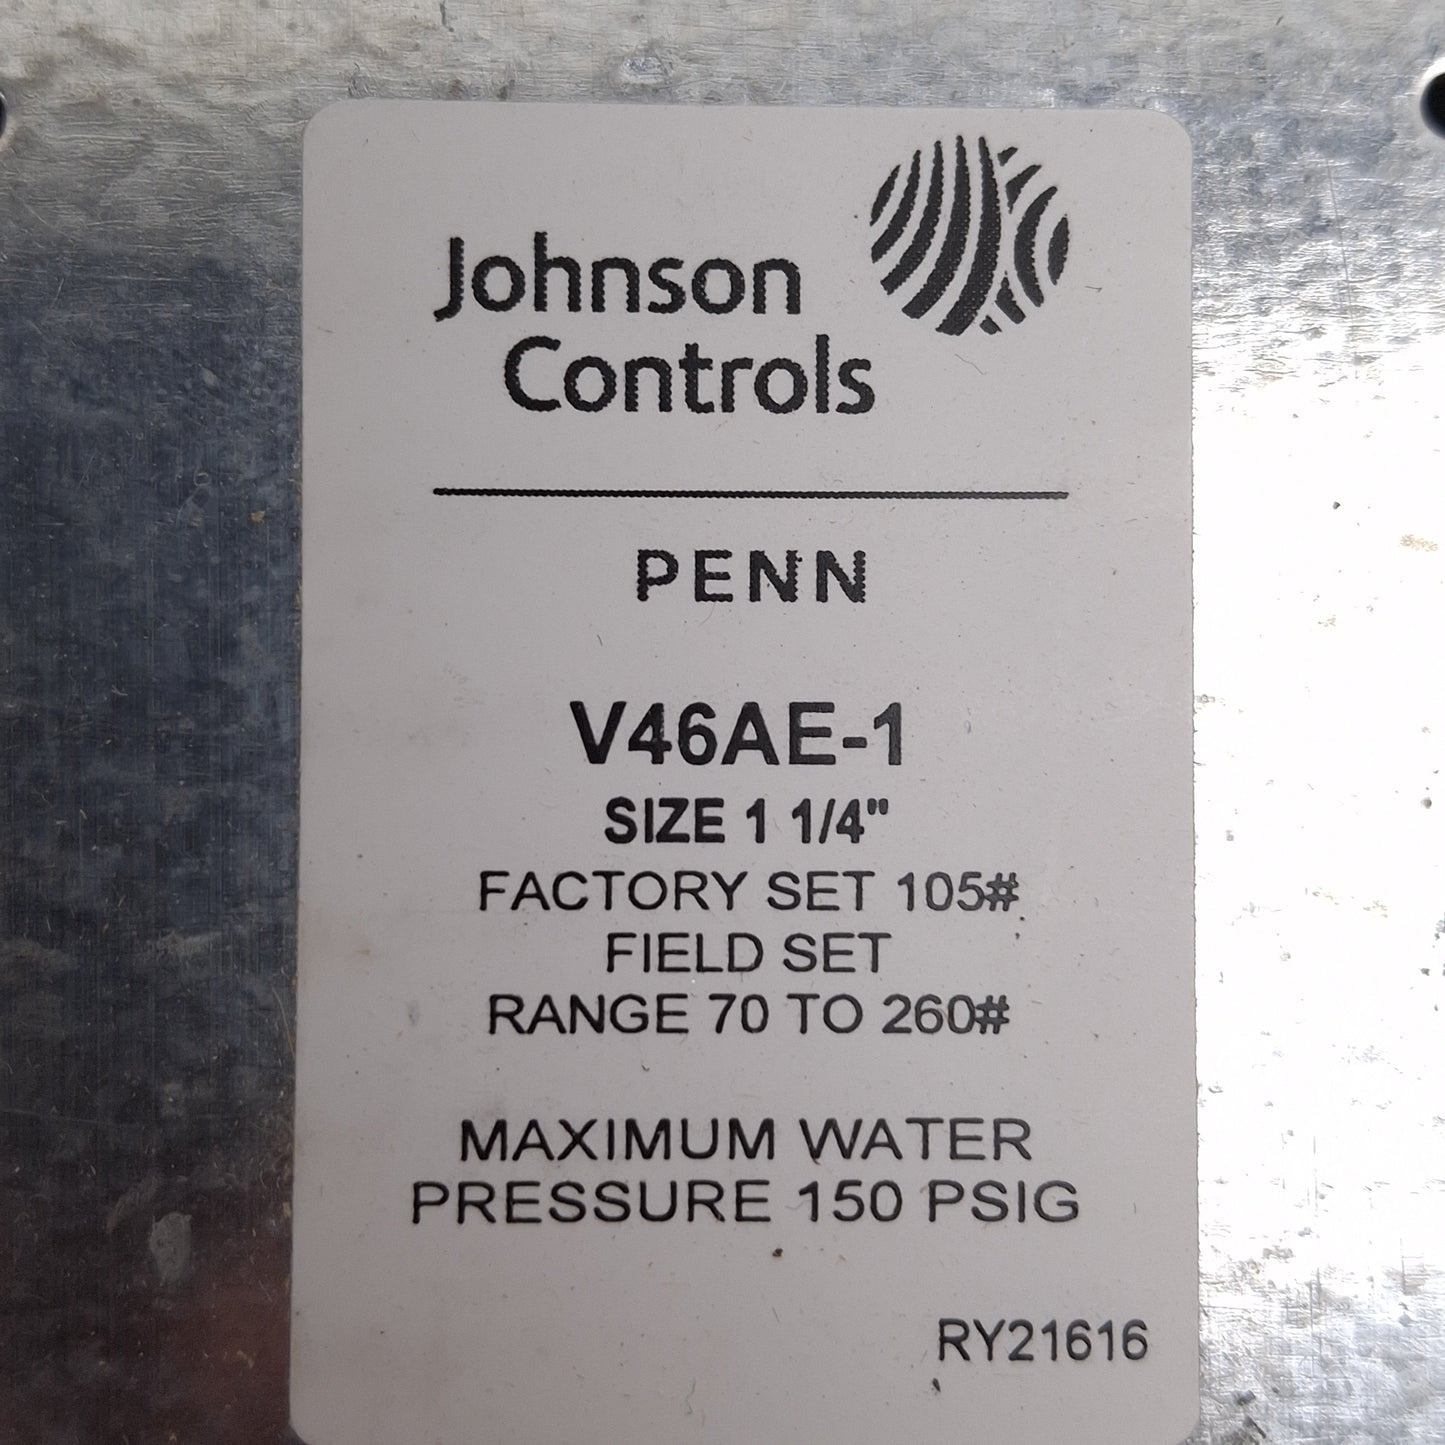 Johnson
Controls
PENN
V46AE-1
SIZE 1 1/4"
FACTORY SET 105#
FIELD SET
RANGE 70 TO 260#
MAXIMUM WATER
PRESSURE 150 PSIG
RY21616